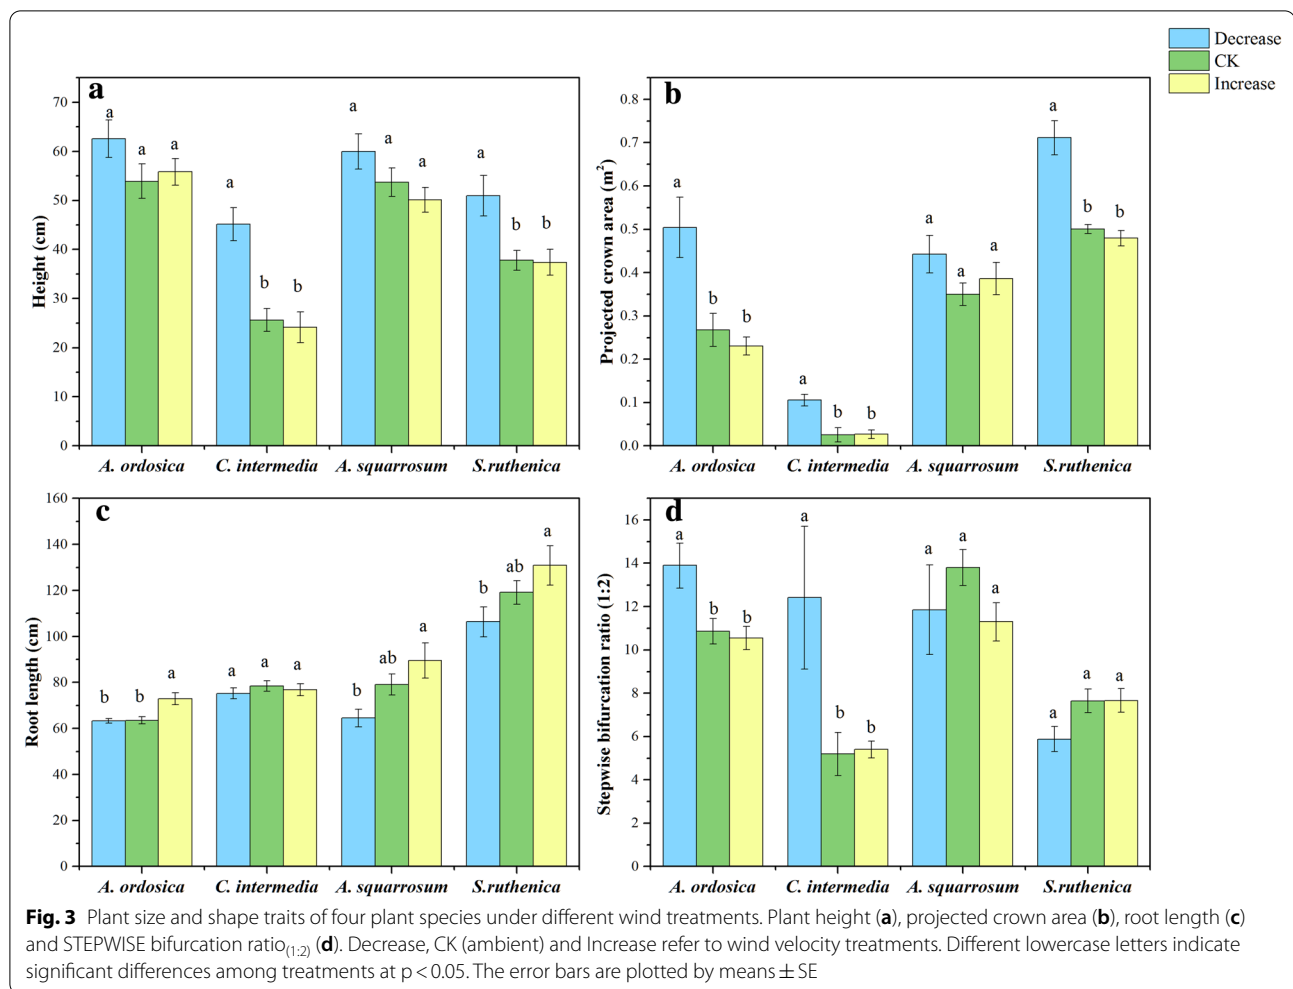 Decrease
CK
Increase
a
70
60
50
40
30
20
10
0
Height (cm)
a a a
a b b
a a a
a b b
A. ordosica C. intermedia A. squarrosum S.ruthenica
b
0.8
0.7
0.6
0.5
0.4
0.3
0.2
0.1
0.0
Projected crown area (m²)
a b b
a b b
a a a
a b b
A. ordosica C. intermedia A. squarrosum S.ruthenica
c
160
140
120
100
80
60
40
20
0
Root length (cm)
b b a
a a a
b ab a
b ab a
A. ordosica C. intermedia A. squarrosum S.ruthenica
d
16
14
12
10
8
6
4
2
0
Stepwise bifurcation ratio (1:2)
a b b
a b b
a a a
a a a
A. ordosica C. intermedia A. squarrosum S.ruthenica
Fig. 3 Plant size and shape traits of four plant species under different wind treatments. Plant height (a), projected crown area (b), root length (c)
and STEPWISE bifurcation ratio(1:2) (d). Decrease, CK (ambient) and Increase refer to wind velocity treatments. Different lowercase letters indicate
significant differences among treatments at p < 0.05. The error bars are plotted by means ± SE